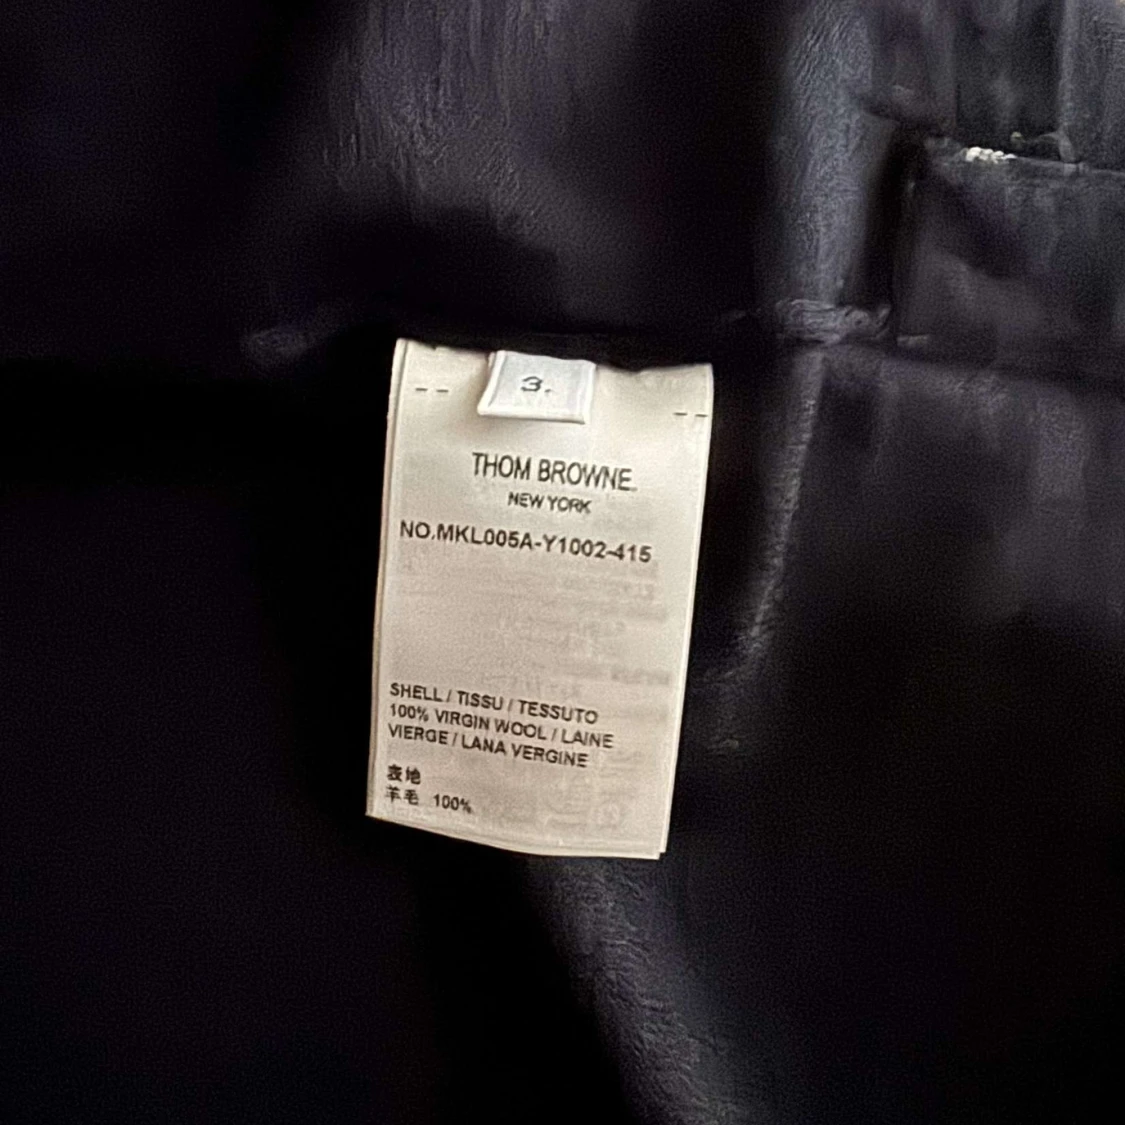 3.
THOM BROWNE.
NEW YORK
NO.MKL005A-Y1002-415
SHELL / TISSU / TESSUTO
100% VIRGIN WOOL / LAINE
VIERGE / LANA VERGINE
表地
羊毛 100%